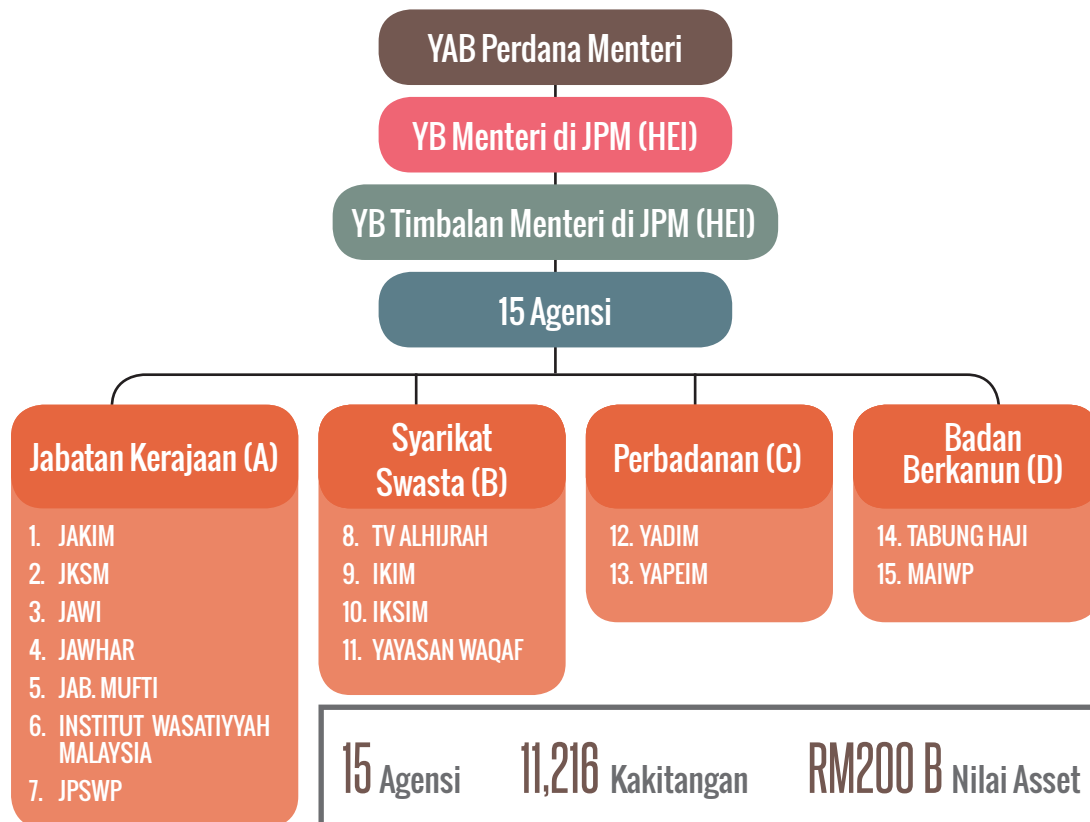 YAB Perdana Menteri
YB Menteri di JPM (HEI)
YB Timbalan Menteri di JPM (HEI)
15 Agensi
Jabatan Kerajaan (A)
1. JAKIM
2. JKSM
3. JAWI
4. JAWHAR
5. JAB. MUFTI
6. INSTITUT WASATIYYAH
MALAYSIA
7. JPSWP
Syarikat
Swasta (B)
8. TV ALHIJRAH
9. IKIM
10. IKSIM
11. YAYASAN WAQAF
Perbadanan (C)
12. YADIM
13. YAPEIM
Badan
Berkanun (D)
14. TABUNG HAJI
15. MAIWP
15 Agensi 11,216 Kakitangan RM200 B Nilai Asset